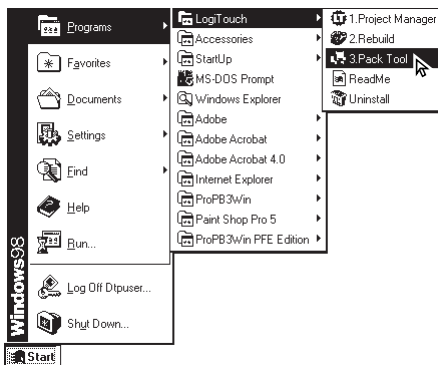 Programs
Favorites
Documents
Settings
Find
Help
Run...
Log Off Dtpuser...
Shut Down...
Windows98
Start
LogiTouch
Accessories
StartUp
MS-DOS Prompt
Windows Explorer
Adobe
Adobe Acrobat
Adobe Acrobat 4.0
Internet Explorer
ProPB3Win
Paint Shop Pro 5
ProPB3Win PFE Edition
1.Project Manager
2.Rebuild
3.Pack Tool
ReadMe
Uninstall